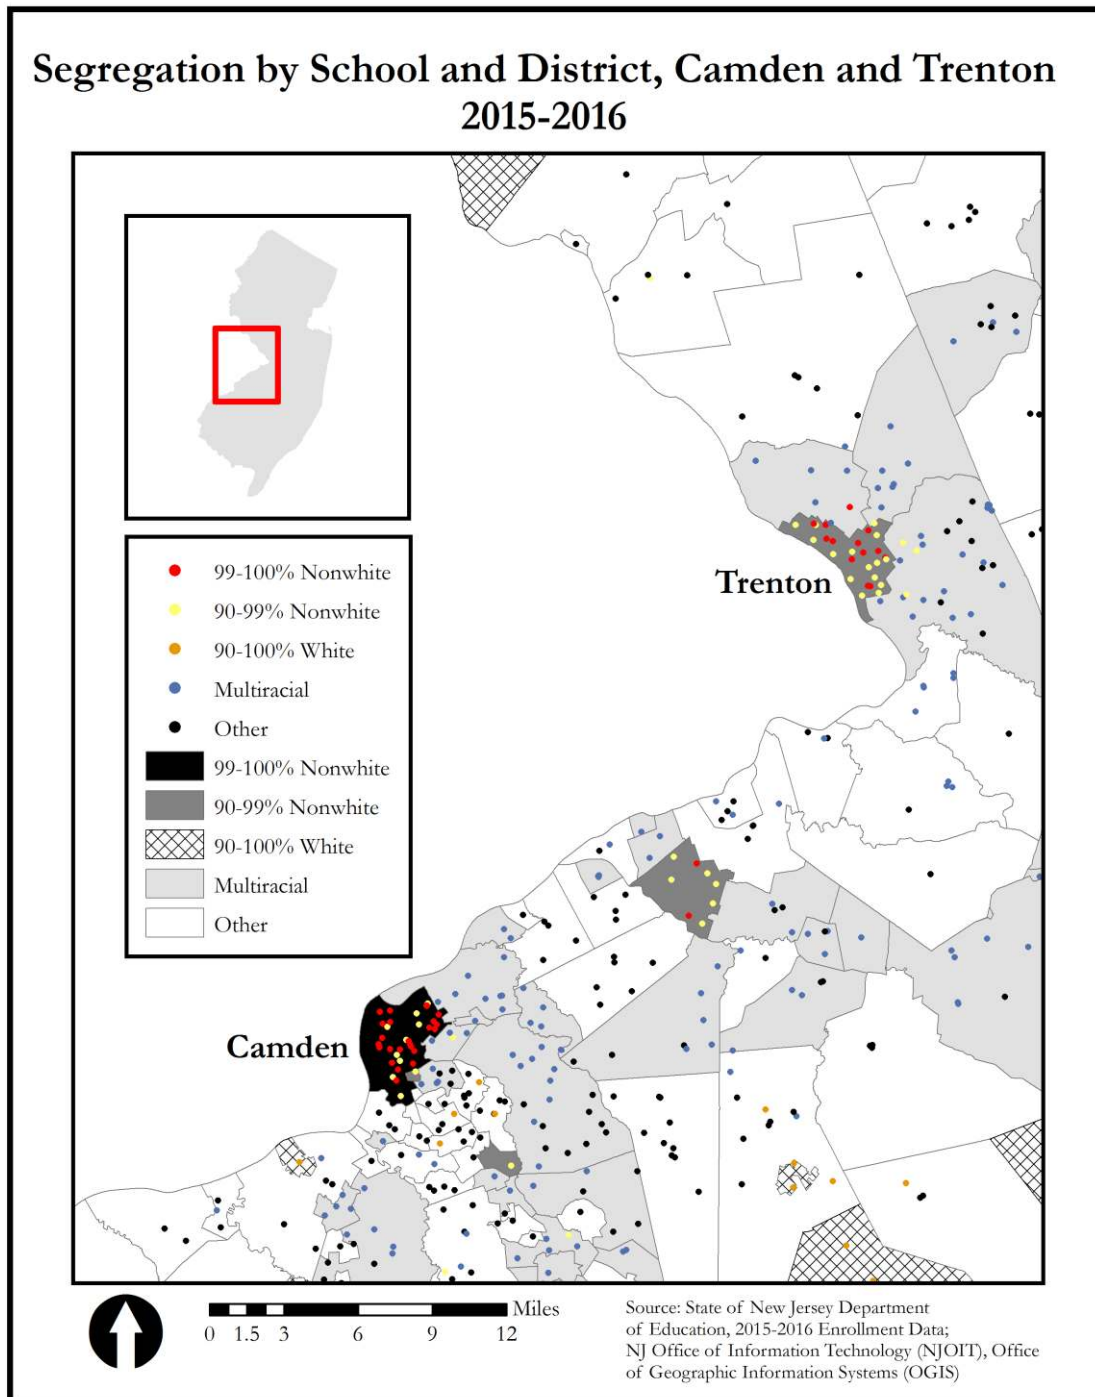 Segregation by School and District, Camden and Trenton
2015-2016
99-100% Nonwhite
90-99% Nonwhite
90-100% White
Multiracial
Other
99-100% Nonwhite
90-99% Nonwhite
90-100% White
Multiracial
Other
Trenton
Camden
Miles
0 1.5 3 6 9 12
Source: State of New Jersey Department
of Education, 2015-2016 Enrollment Data;
NJ Office of Information Technology (NJOIT), Office
of Geographic Information Systems (OGIS)